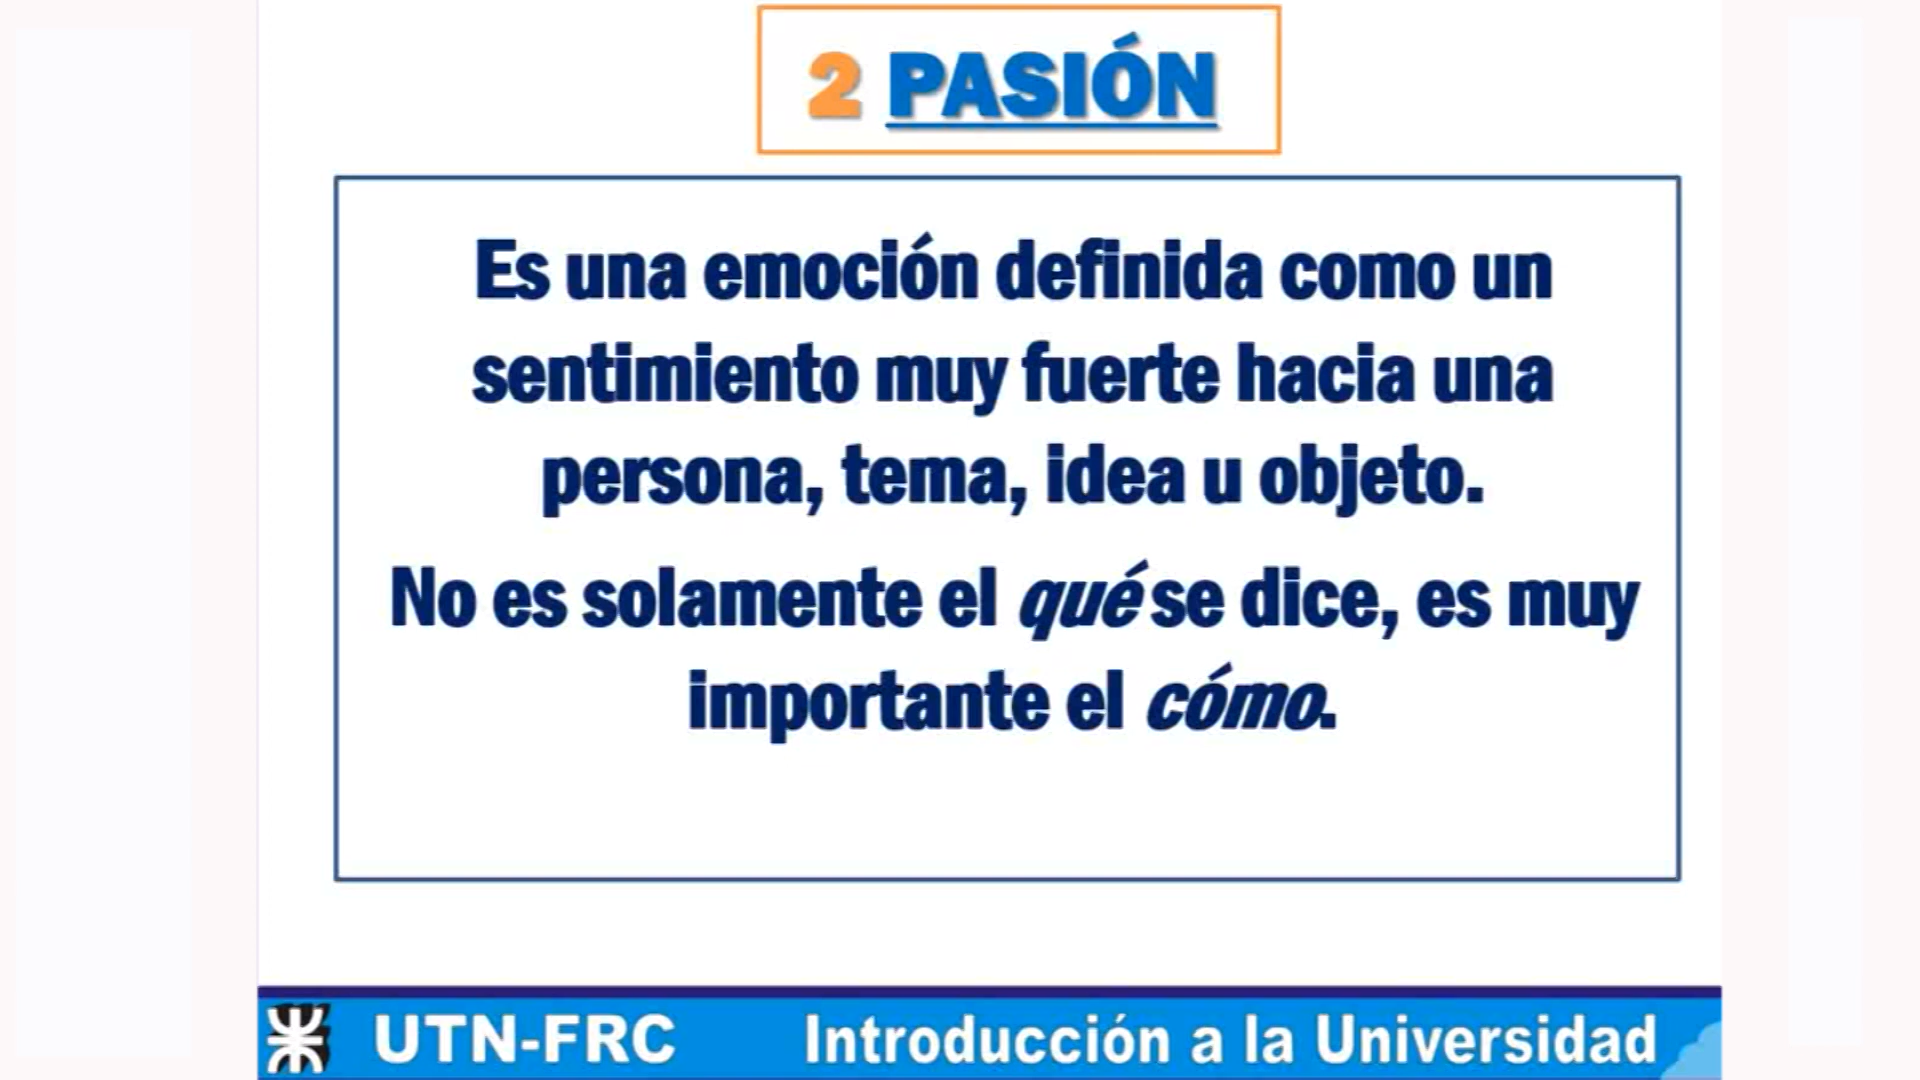 2 PASIÓN
Es una emoción definida como un
sentimiento muy fuerte hacia una
persona, tema, idea u objeto.
No es solamente el qué se dice, es muy
importante el cómo.
UTN-FRC Introducción a la Universidad